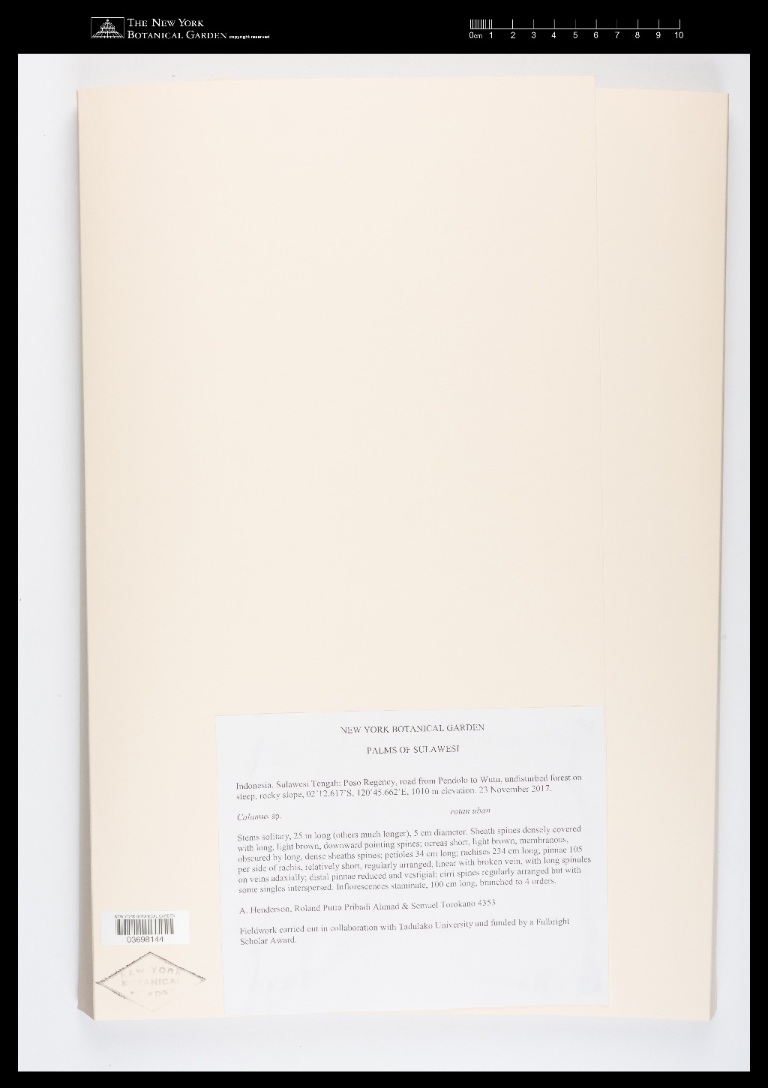 THE NEW YORK
BOTANICAL GARDEN copyright reserved
0cm 1 2 3 4 5 6 7 8 9 10
NEW YORK BOTANICAL GARDEN
PALMS OF SULAWESI
Indonesia. Sulawesi Tengah: Poso Regency, road from Pendolo to Wutu, undisturbed forest on
steep, rocky slope, 02°12.617'S, 120°45.662'E, 1010 m elevation. 23 November 2017.
Calamus sp. rotan uban
Stems solitary, 25 m long (others much longer), 5 cm diameter. Sheath spines densely covered
with long, light brown, downward pointing spines; ocreas short, light brown, membranous,
obscured by long, dense sheaths spines; petioles 34 cm long; rachises 234 cm long; pinnae 105
per side of rachis, relatively short, regularly arranged, linear with broken vein, with long spinules
on veins adaxially; distal pinnae reduced and vestigial; cirri spines regularly arranged but with
some singles interspersed. Inflorescences staminate, 100 cm long, branched to 4 orders.
A. Henderson, Roland Putra Pribadi Ahmad & Semuel Torokano 4353
Fieldwork carried out in collaboration with Tadulako University and funded by a Fulbright
Scholar Award.
NEW YORK BOTANICAL GARDEN
03698144
NEW YORK
BOTANICAL